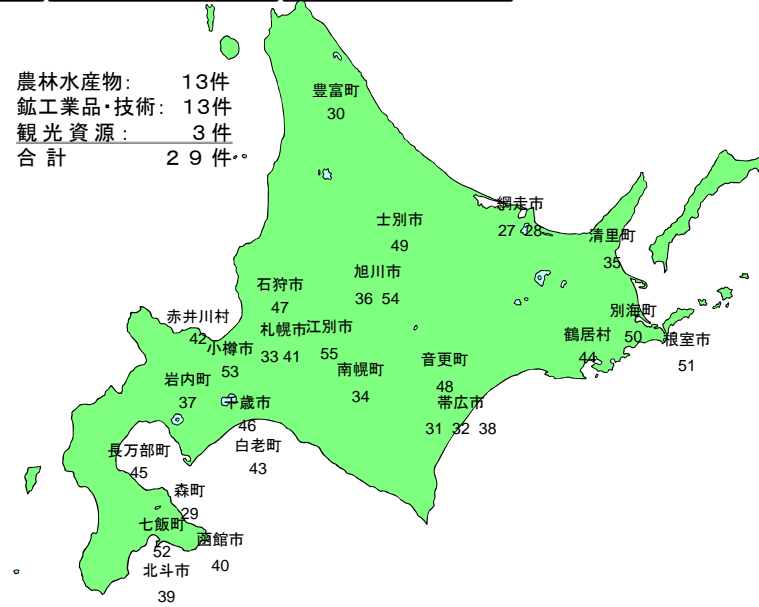 農林水産物： 13件
鉱工業品・技術： 13件
観光資源： 3件
合計 ２９件
豊富町
30
網走市
27 28
士別市
49
清里町
35
旭川市
36 54
石狩市
47
別海町
50
赤井川村
42
札幌市
33 41
江別市
55
鶴居村
44
根室市
51
小樽市
53
音更町
48
南幌町
34
岩内町
37
千歳市
46
帯広市
31 32 38
白老町
43
長万部町
45
森町
29
七飯町
52
函館市
40
北斗市
39